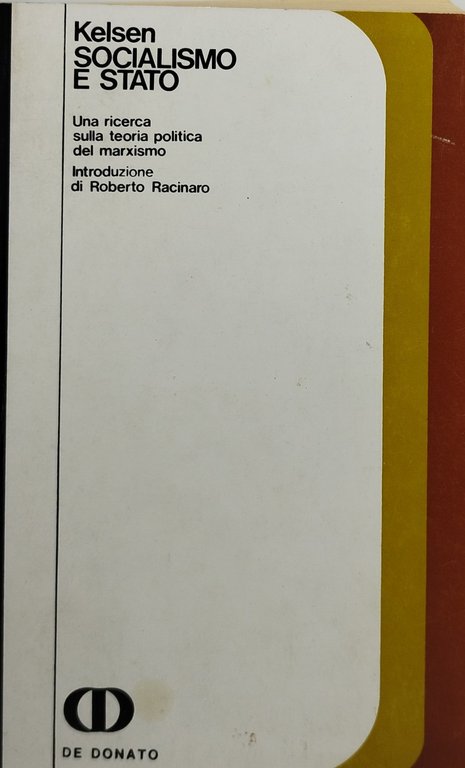 Kelsen
SOCIALISMO
E STATO
Una ricerca
sulla teoria politica
del marxismo
Introduzione
di Roberto Racinaro
DE DONATO